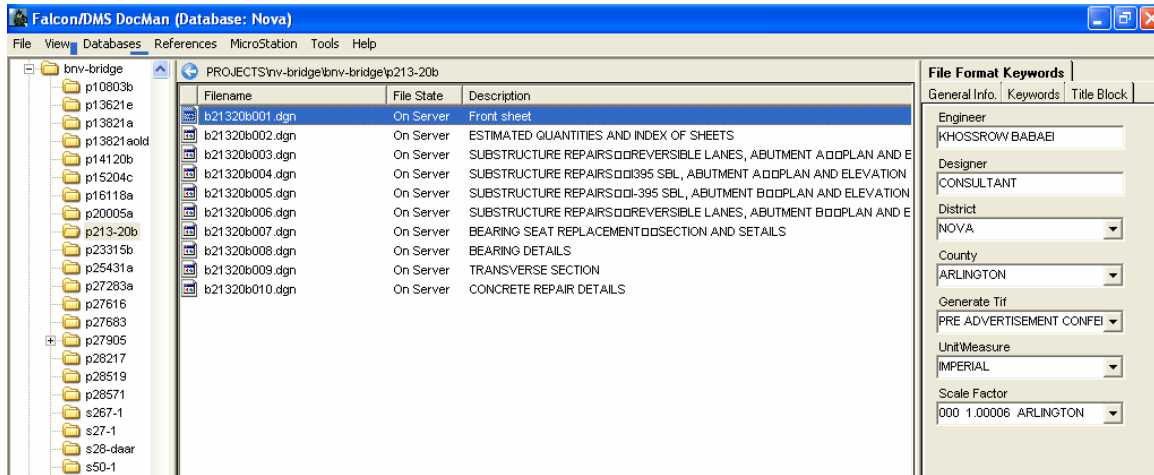 Falcon/DMS DocMan (Database: Nova)
File View Databases References MicroStation Tools Help
bnv-bridge
p10803b
p13621e
p13821a
p13821aold
p14120b
p15204c
p16118a
p20005a
p213-20b
p23315b
p25431a
p27283a
p27616
p27683
p27905
p28217
p28519
p28571
s267-1
s27-1
s28-daar
s50-1
PROJECTS\nv-bridge\bnv-bridge\p213-20b
Filename File State Description
b21320b001.dgn On Server Front sheet
b21320b002.dgn On Server ESTIMATED QUANTITIES AND INDEX OF SHEETS
b21320b003.dgn On Server SUBSTRUCTURE REPAIRS□□REVERSIBLE LANES, ABUTMENT A□□PLAN AND E
b21320b004.dgn On Server SUBSTRUCTURE REPAIRS□□I395 SBL, ABUTMENT A□□PLAN AND ELEVATION
b21320b005.dgn On Server SUBSTRUCTURE REPAIRS□□I-395 SBL, ABUTMENT B□□PLAN AND ELEVATION
b21320b006.dgn On Server SUBSTRUCTURE REPAIRS□□REVERSIBLE LANES, ABUTMENT B□□PLAN AND E
b21320b007.dgn On Server BEARING SEAT REPLACEMENT□□SECTION AND SETAILS
b21320b008.dgn On Server BEARING DETAILS
b21320b009.dgn On Server TRANSVERSE SECTION
b21320b010.dgn On Server CONCRETE REPAIR DETAILS
File Format Keywords
General Info. Keywords Title Block
Engineer
KHOSSROW BABAEI
Designer
CONSULTANT
District
NOVA
County
ARLINGTON
Generate Tif
PRE ADVERTISEMENT CONFEI
Unit\Measure
IMPERIAL
Scale Factor
000 1.00006 ARLINGTON